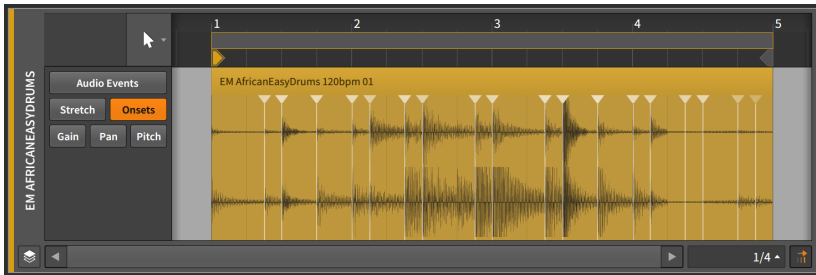 1 2 3 4 5
EM AFRICANEASYDRUMS
Audio Events
Stretch Onsets
Gain Pan Pitch
EM AfricanEasyDrums 120bpm 01
1/4